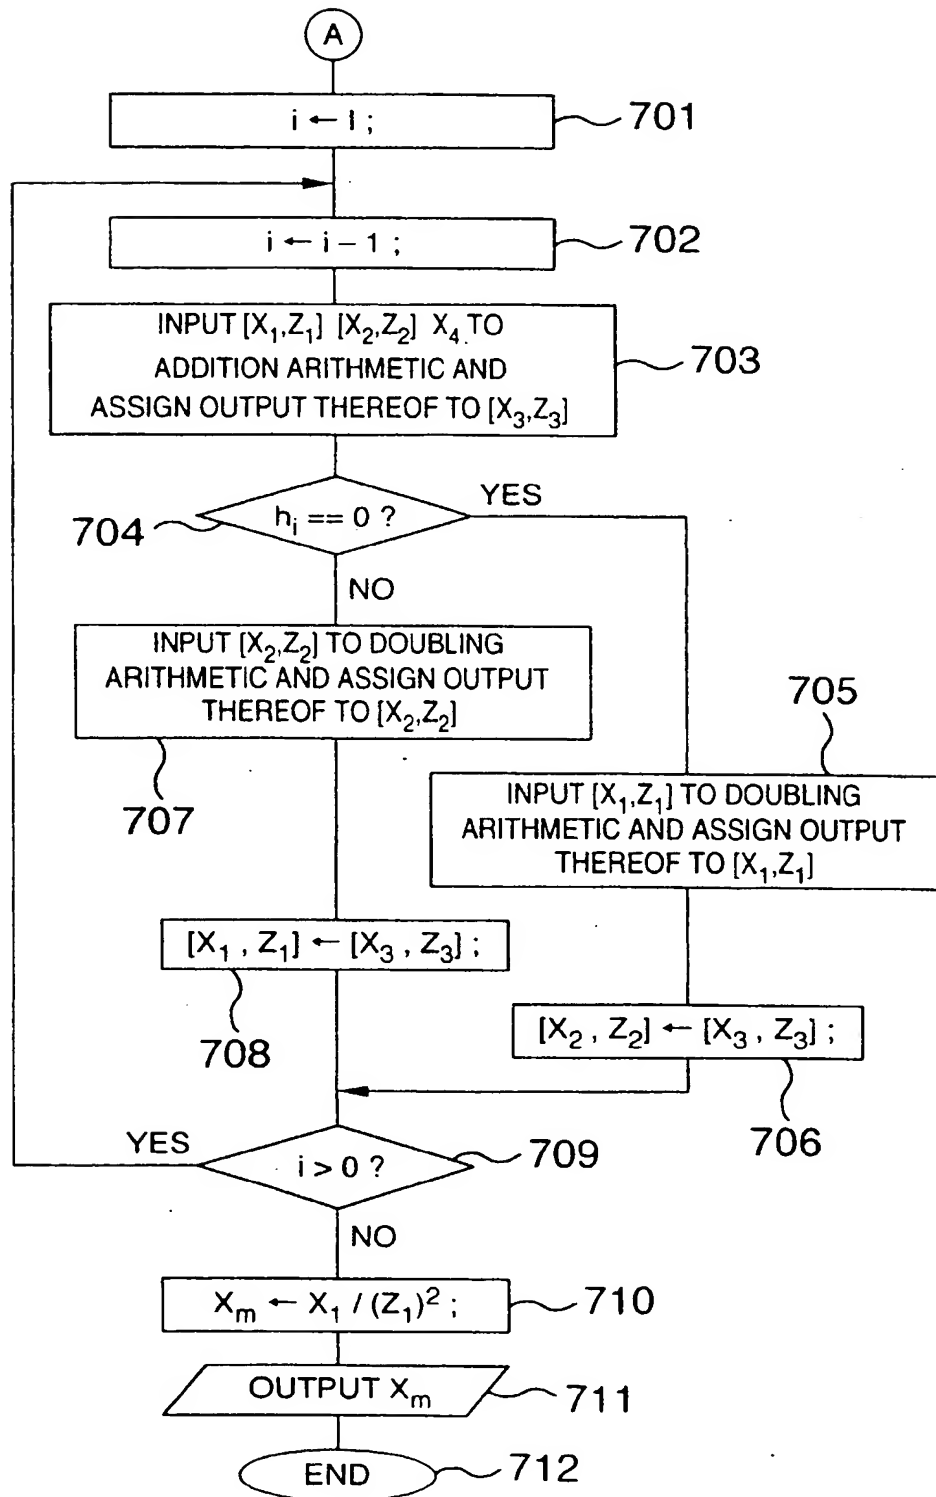 A
i ← l ;
701
i ← i – 1 ;
702
INPUT [X₁,Z₁] [X₂,Z₂] X₄ TO
ADDITION ARITHMETIC AND
ASSIGN OUTPUT THEREOF TO [X₃,Z₃]
703
hᵢ == 0 ?
YES
704
NO
INPUT [X₂,Z₂] TO DOUBLING
ARITHMETIC AND ASSIGN OUTPUT
THEREOF TO [X₂,Z₂]
707
705
INPUT [X₁,Z₁] TO DOUBLING
ARITHMETIC AND ASSIGN OUTPUT
THEREOF TO [X₁,Z₁]
[X₁ , Z₁] ← [X₃ , Z₃] ;
708
[X₂ , Z₂] ← [X₃ , Z₃] ;
706
YES
i > 0 ?
709
NO
Xₘ ← X₁ / (Z₁)² ;
710
OUTPUT Xₘ
711
END
712